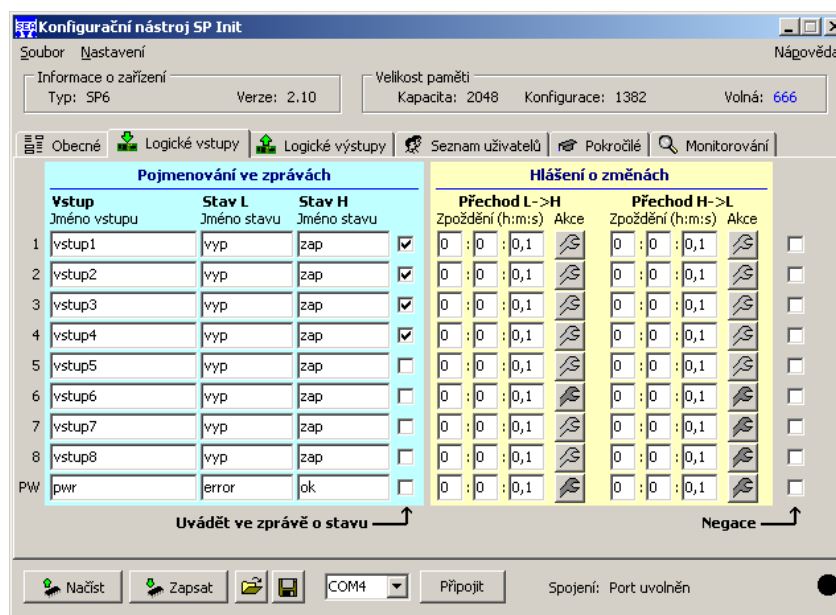 SEA Konfigurační nástroj SP Init
Soubor Nastavení Nápověda
Informace o zařízení Velikost paměti
Typ: SP6 Verze: 2.10 Kapacita: 2048 Konfigurace: 1382 Volná: 666
Obecné Logické vstupy Logické výstupy Seznam uživatelů Pokročilé Monitorování
Pojmenování ve zprávách Hlášení o změnách
Vstup Stav L Stav H Přechod L->H Přechod H->L
Jméno vstupu Jméno stavu Jméno stavu Zpoždění (h:m:s) Akce Zpoždění (h:m:s) Akce
1 vstup1 vyp zap 0 : 0 : 0,1 0 : 0 : 0,1
2 vstup2 vyp zap 0 : 0 : 0,1 0 : 0 : 0,1
3 vstup3 vyp zap 0 : 0 : 0,1 0 : 0 : 0,1
4 vstup4 vyp zap 0 : 0 : 0,1 0 : 0 : 0,1
5 vstup5 vyp zap 0 : 0 : 0,1 0 : 0 : 0,1
6 vstup6 vyp zap 0 : 0 : 0,1 0 : 0 : 0,1
7 vstup7 vyp zap 0 : 0 : 0,1 0 : 0 : 0,1
8 vstup8 vyp zap 0 : 0 : 0,1 0 : 0 : 0,1
PW pwr error ok 0 : 0 : 0,1 0 : 0 : 0,1
Uvádět ve zprávě o stavu Negace
Načíst Zapsat COM4 Připojit Spojení: Port uvolněn